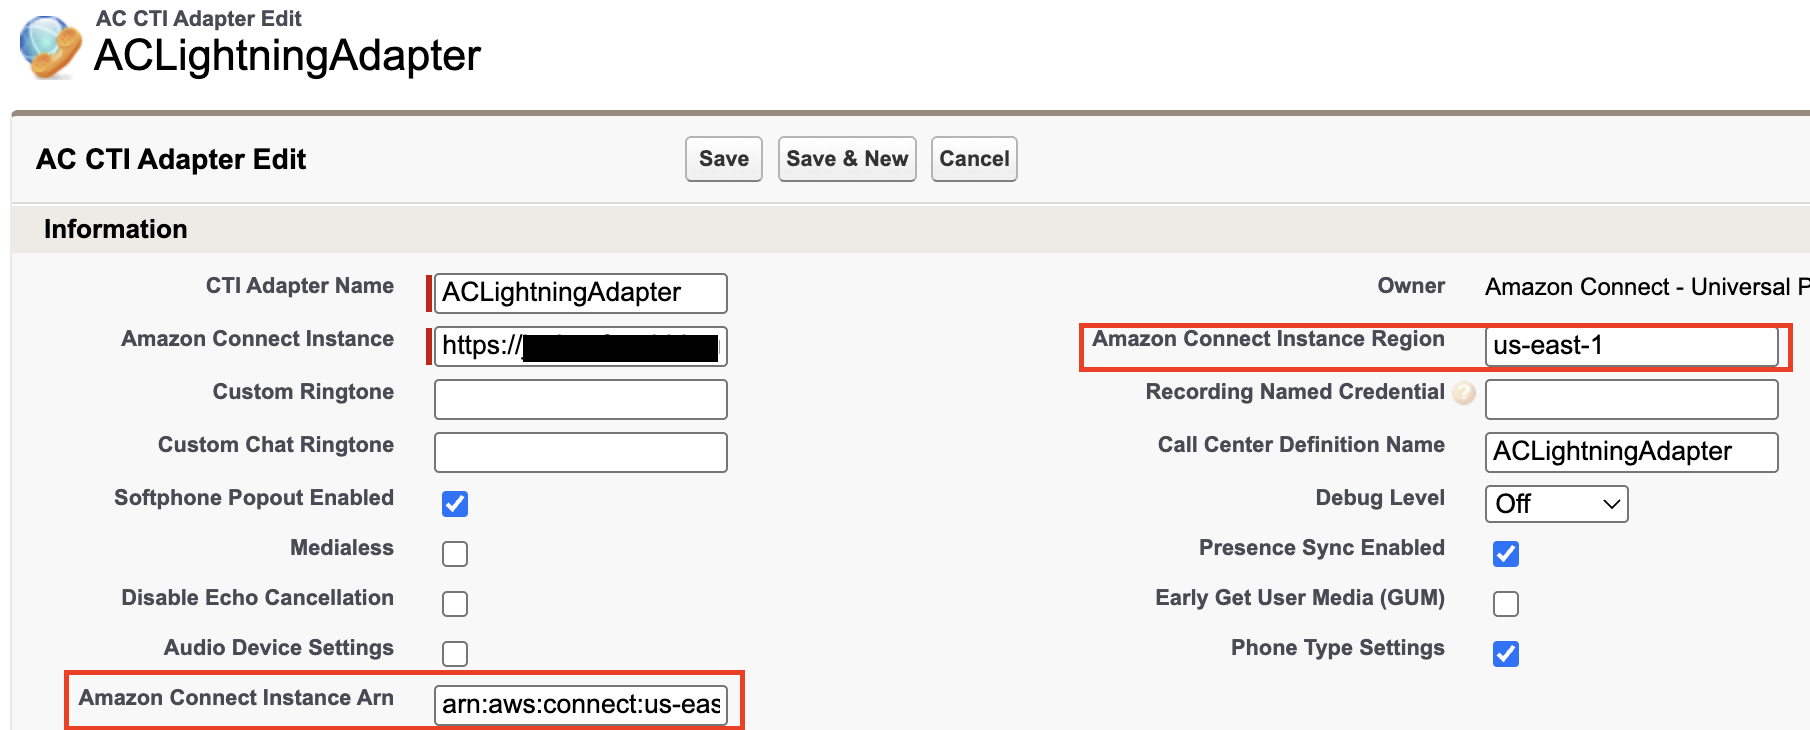 AC CTI Adapter Edit
ACLightningAdapter
AC CTI Adapter Edit
Save
Save & New
Cancel
Information
CTI Adapter Name
ACLightningAdapter
Owner
Amazon Connect - Universal P
Amazon Connect Instance
https://
Amazon Connect Instance Region
us-east-1
Custom Ringtone
Recording Named Credential
?
Custom Chat Ringtone
Call Center Definition Name
ACLightningAdapter
Softphone Popout Enabled
Debug Level
Off
Medialess
Presence Sync Enabled
Disable Echo Cancellation
Early Get User Media (GUM)
Audio Device Settings
Phone Type Settings
Amazon Connect Instance Arn
arn:aws:connect:us-eas